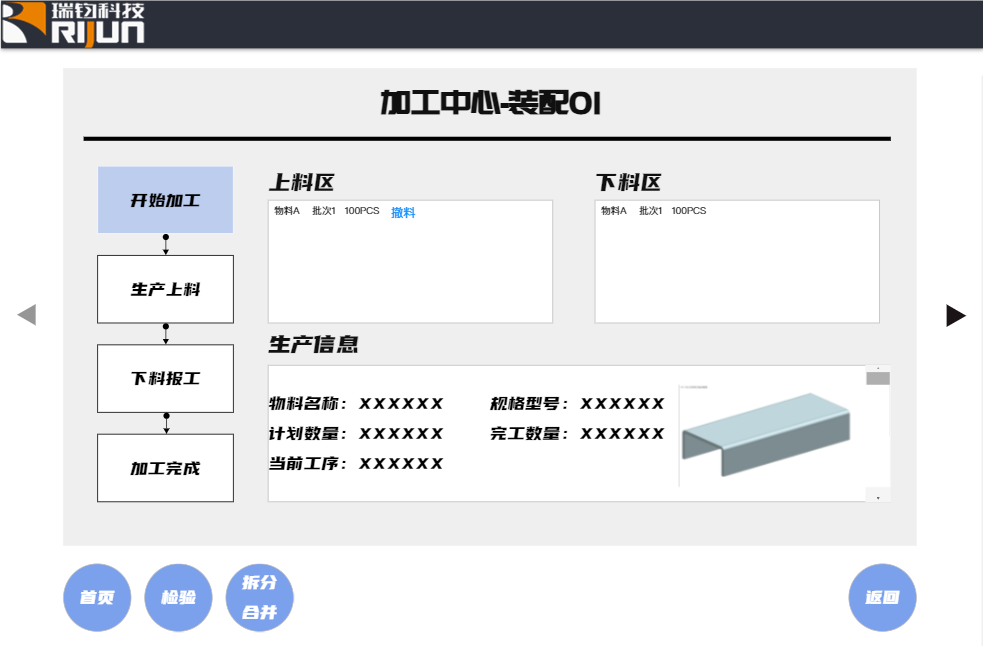 瑞钧科技
RIJUN
加工中心-装配01
开始加工
生产上料
下料报工
加工完成
上料区
物料A 批次1 100PCS 撤料
下料区
物料A 批次1 100PCS
生产信息
物料名称：XXXXXX 规格型号：XXXXXX
计划数量：XXXXXX 完工数量：XXXXXX
当前工序：XXXXXX
首页
检验
拆分
合并
返回